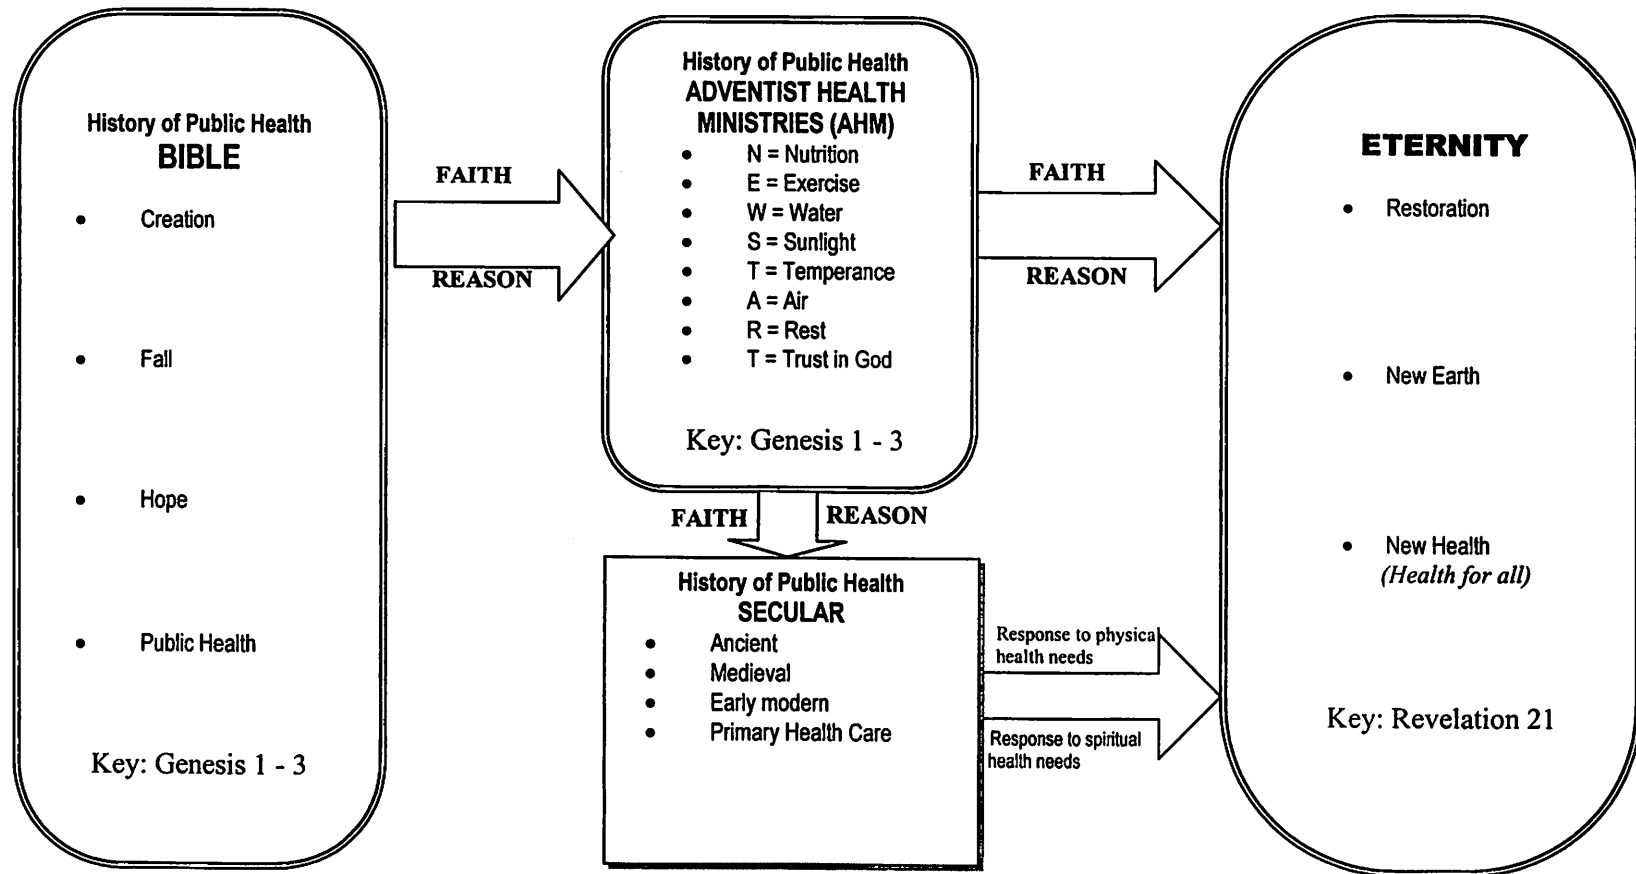 History of Public Health
BIBLE
• Creation
• Fall
• Hope
• Public Health
Key: Genesis 1 - 3
FAITH
REASON
History of Public Health
ADVENTIST HEALTH
MINISTRIES (AHM)
• N = Nutrition
• E = Exercise
• W = Water
• S = Sunlight
• T = Temperance
• A = Air
• R = Rest
• T = Trust in God
Key: Genesis 1 - 3
FAITH
REASON
FAITH
REASON
History of Public Health
SECULAR
• Ancient
• Medieval
• Early modern
• Primary Health Care
Response to physical
health needs
Response to spiritual
health needs
ETERNITY
• Restoration
• New Earth
• New Health
(Health for all)
Key: Revelation 21